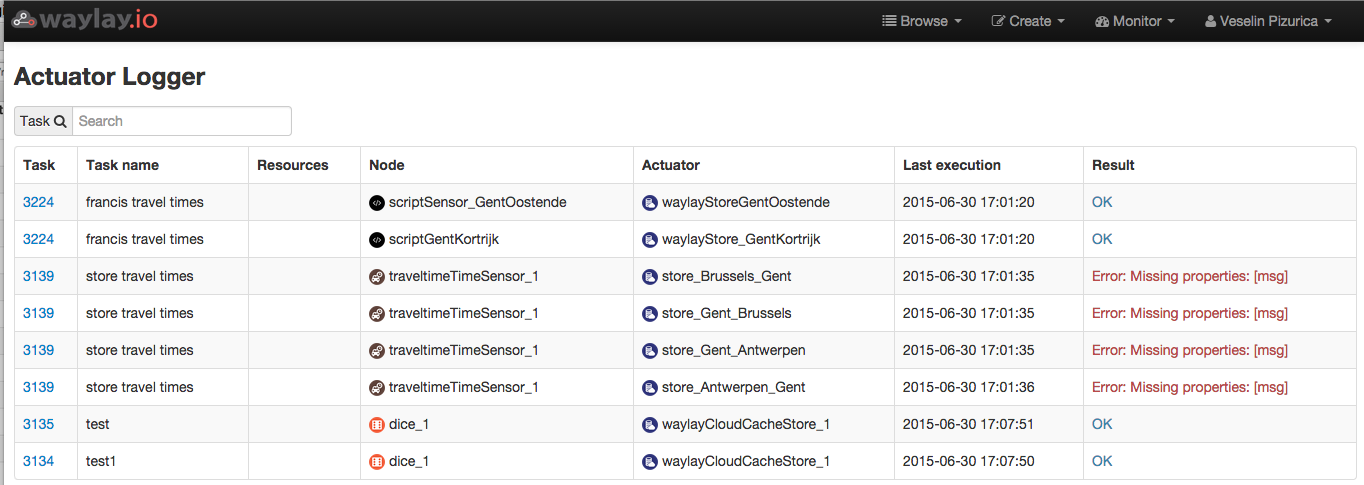 waylay.io Browse Create Monitor Veselin Pizurica
Actuator Logger
Task Search
Task Task name Resources Node Actuator Last execution Result
3224 francis travel times scriptSensor_GentOostende waylayStoreGentOostende 2015-06-30 17:01:20 OK
3224 francis travel times scriptGentKortrijk waylayStore_GentKortrijk 2015-06-30 17:01:20 OK
3139 store travel times traveltimeTimeSensor_1 store_Brussels_Gent 2015-06-30 17:01:35 Error: Missing properties: [msg]
3139 store travel times traveltimeTimeSensor_1 store_Gent_Brussels 2015-06-30 17:01:35 Error: Missing properties: [msg]
3139 store travel times traveltimeTimeSensor_1 store_Gent_Antwerpen 2015-06-30 17:01:35 Error: Missing properties: [msg]
3139 store travel times traveltimeTimeSensor_1 store_Antwerpen_Gent 2015-06-30 17:01:36 Error: Missing properties: [msg]
3135 test dice_1 waylayCloudCacheStore_1 2015-06-30 17:07:51 OK
3134 test1 dice_1 waylayCloudCacheStore_1 2015-06-30 17:07:50 OK